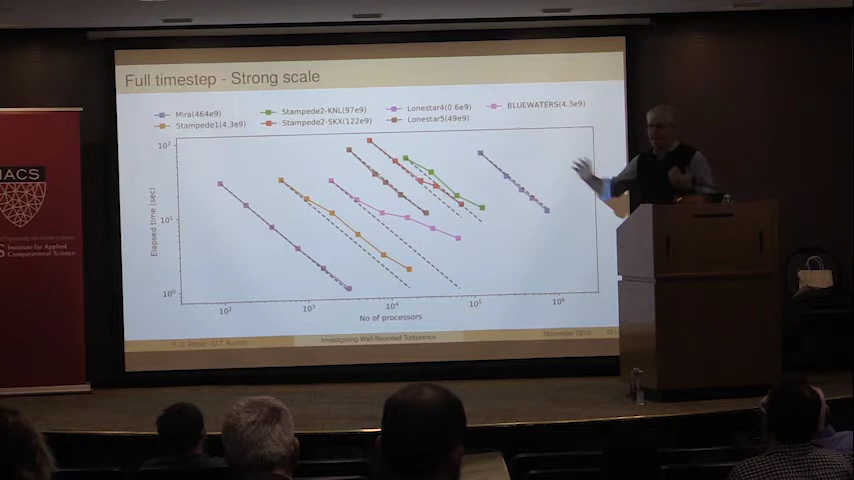 Full timestep - Strong scale
Mira(464e9)
Stampede1(4.3e9)
Stampede2-KNL(97e9)
Stampede2-SKX(122e9)
Lonestar4(0.6e9)
Lonestar5(49e9)
BLUEWATERS(4.3e9)
10²
10¹
10⁰
Elapsed time (sec)
10²
10³
10⁴
10⁵
10⁶
No of processors
Investigating Wall-Bounded Turbulence
November
IACS
Institute for Applied
Computational Science